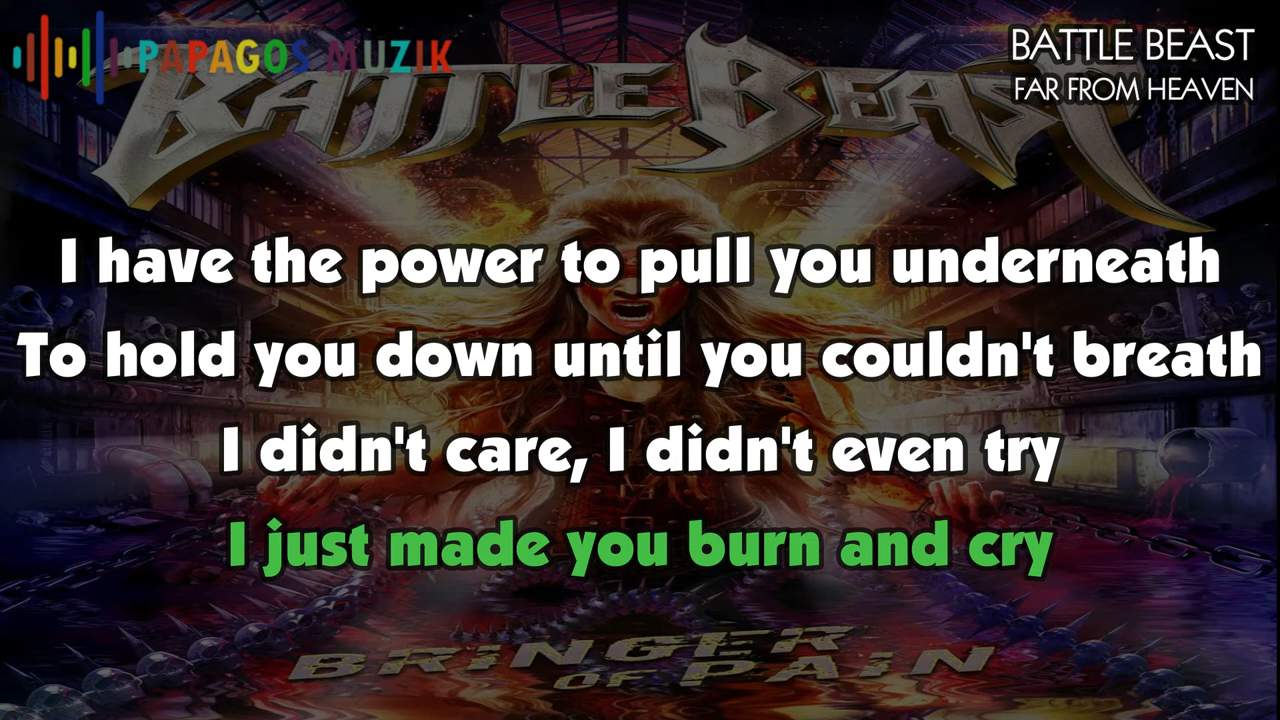 PAPAGOS MUZIK
BATTLE BEAST
FAR FROM HEAVEN
BATTLE BEAST
I have the power to pull you underneath
To hold you down until you couldn't breath
I didn't care, I didn't even try
I just made you burn and cry
BRINGER
OF PAIN